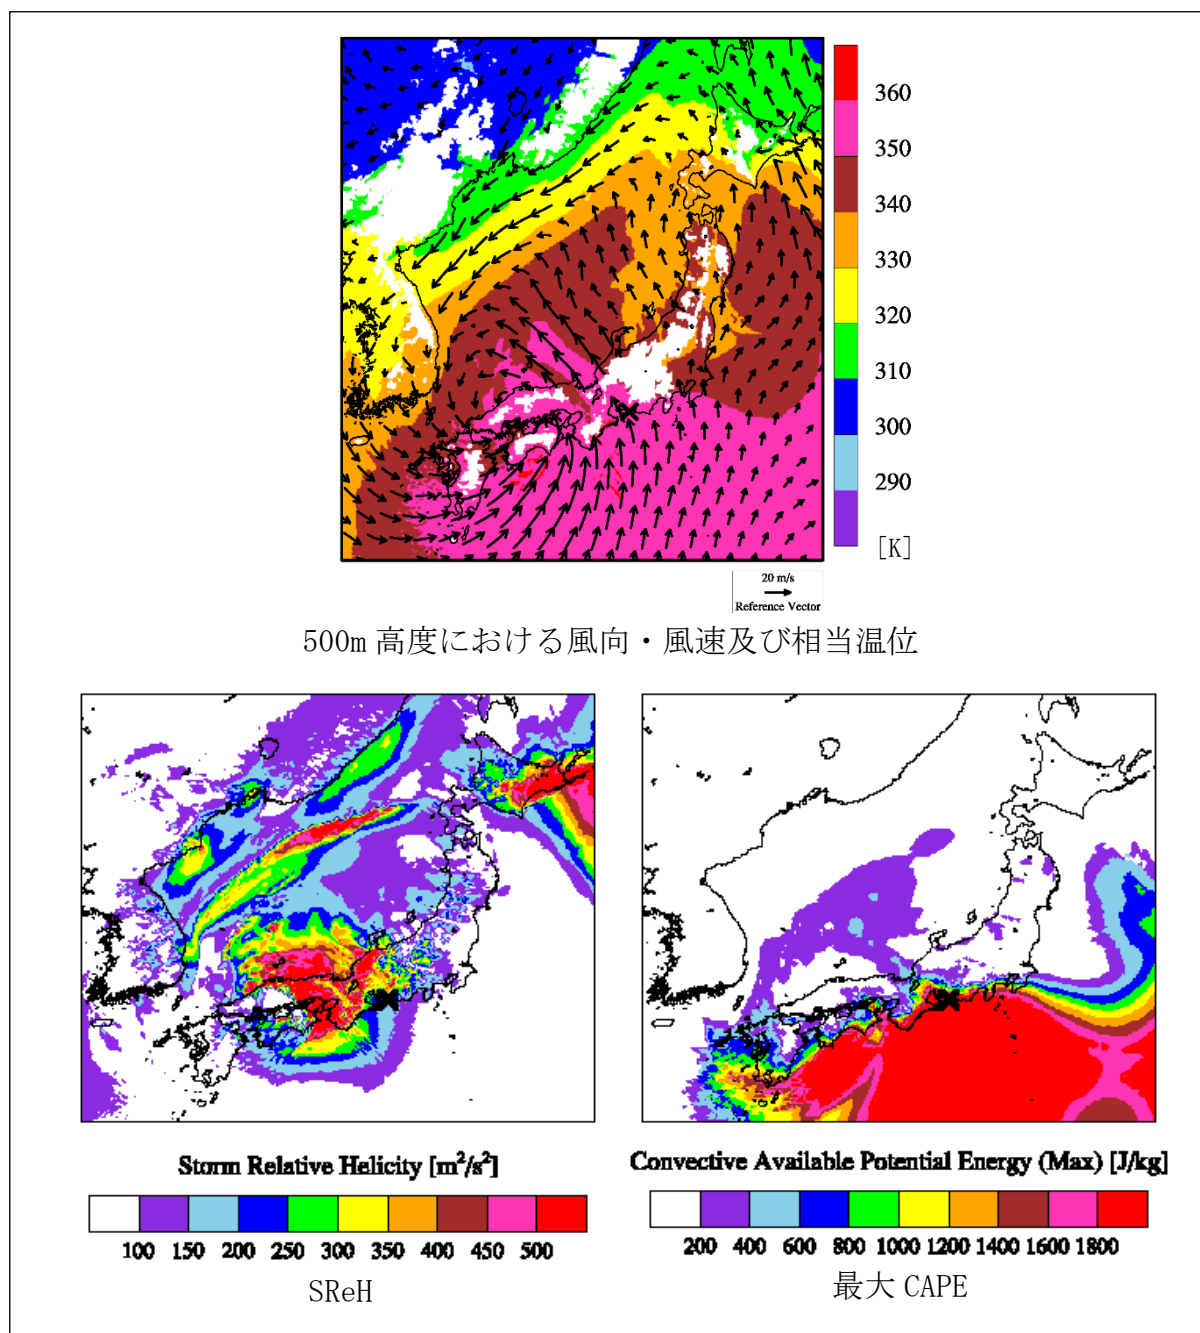 360
350
340
330
320
310
300
290
[K]
20 m/s
Reference Vector
500m 高度における風向・風速及び相当温位
Storm Relative Helicity [m²/s²]
100 150 200 250 300 350 400 450 500
SReH
Convective Available Potential Energy (Max) [J/kg]
200 400 600 800 1000 1200 1400 1600 1800
最大 CAPE